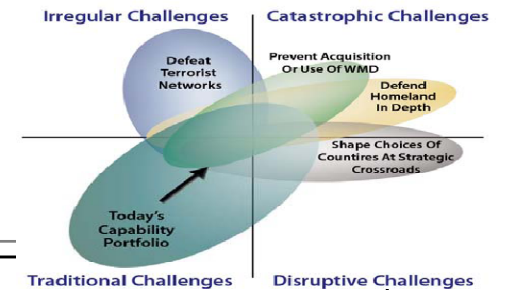 Irregular Challenges
Catastrophic Challenges
Defeat
Terrorist
Networks
Prevent Acquisition
Or Use Of WMD
Defend
Homeland
In Depth
Shape Choices Of
Countires At Strategic
Crossroads
Today's
Capability
Portfolio
Traditional Challenges
Disruptive Challenges